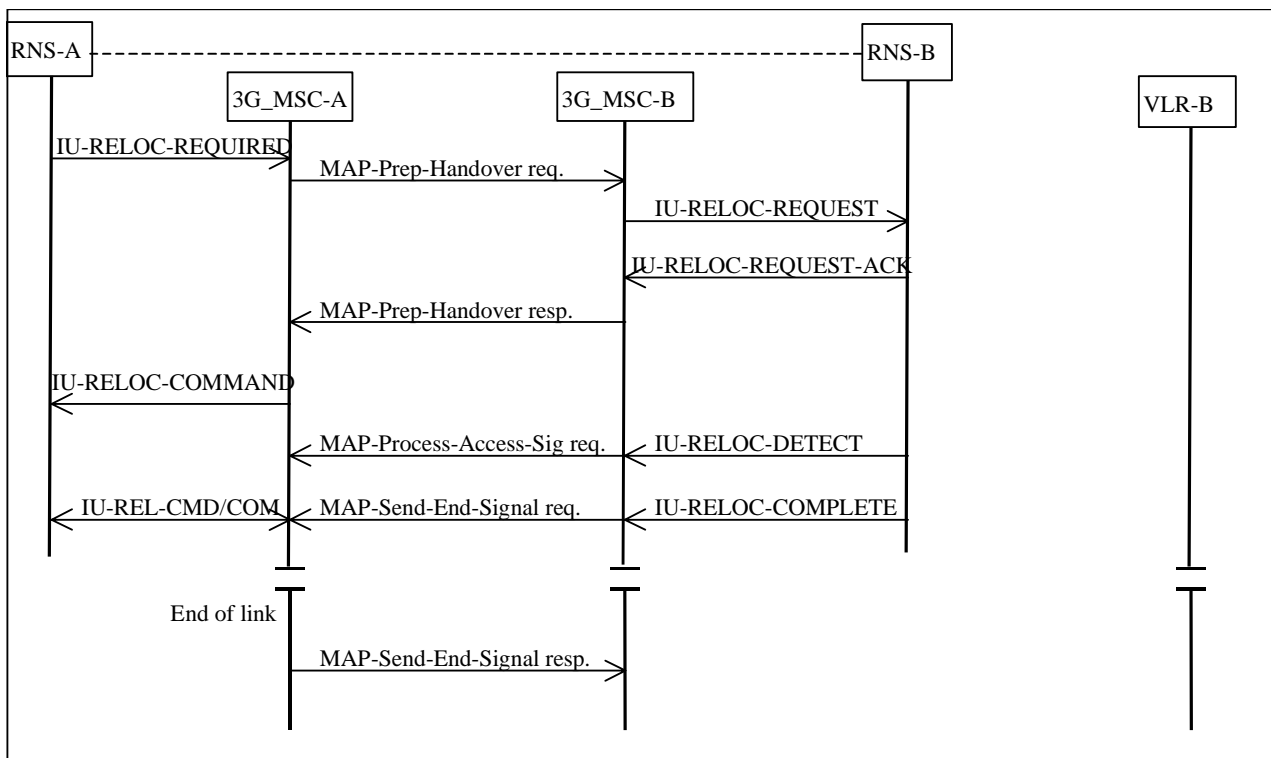 RNS-A
RNS-B
3G_MSC-A
3G_MSC-B
VLR-B
IU-RELOC-REQUIRED
MAP-Prep-Handover req.
IU-RELOC-REQUEST
IU-RELOC-REQUEST-ACK
MAP-Prep-Handover resp.
IU-RELOC-COMMAND
MAP-Process-Access-Sig req.
IU-RELOC-DETECT
IU-REL-CMD/COM
MAP-Send-End-Signal req.
IU-RELOC-COMPLETE
End of link
MAP-Send-End-Signal resp.